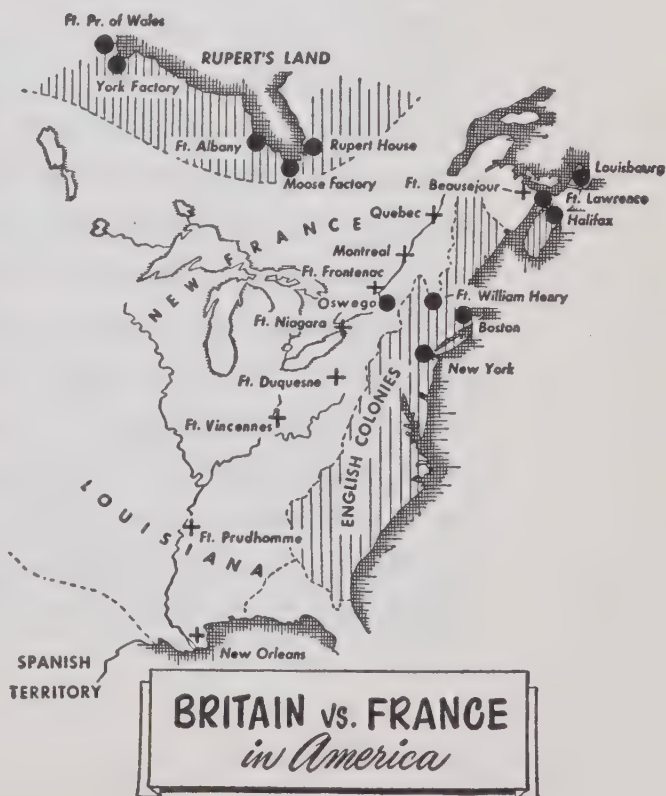 Ft. Pr. of Wales
RUPERT'S LAND
York Factory
Ft. Albany
Rupert House
Moose Factory
Louisbourg
Ft. Beausejour
Ft. Lawrence
Quebec
Halifax
NEW FRANCE
Montreal
Ft. Frontenac
Oswego
Ft. William Henry
Ft. Niagara
Boston
New York
Ft. Duquesne
Ft. Vincennes
ENGLISH COLONIES
LOUISIANA
Ft. Prudhomme
New Orleans
SPANISH
TERRITORY
BRITAIN vs. FRANCE
in America